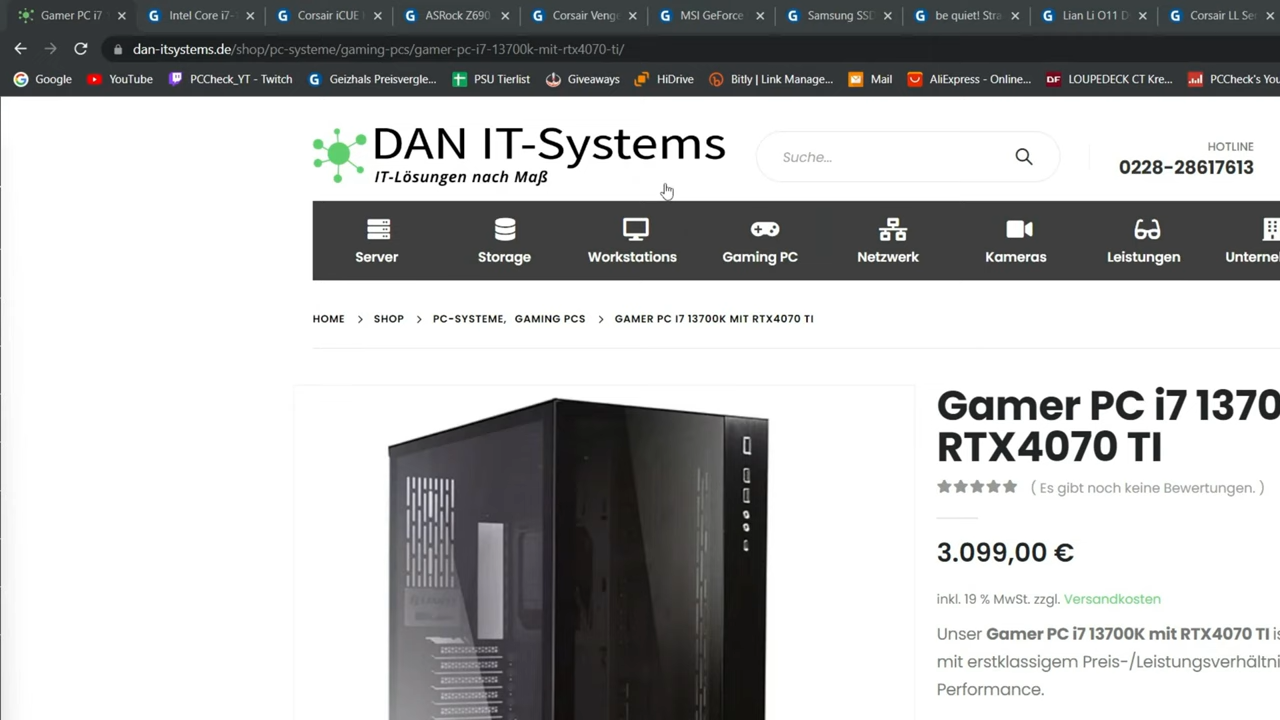 Gamer PC i7
Intel Core i7-
Corsair iCUE
ASRock Z690
Corsair Veng
MSI GeForce
Samsung SSD
be quiet! Stra
Lian Li O11 D
Corsair LL Se
dan-itsystems.de/shop/pc-systeme/gaming-pcs/gamer-pc-i7-13700k-mit-rtx4070-ti/
Google
YouTube
PCCheck_YT - Twitch
Geizhals Preisvergle...
PSU Tierlist
Giveaways
HiDrive
Bitly | Link Manage...
Mail
AliExpress - Online...
LOUPEDECK CT Kre...
PCCheck's You
DAN IT-Systems
IT-Lösungen nach Maß
Suche...
HOTLINE
0228-28617613
Server
Storage
Workstations
Gaming PC
Netzwerk
Kameras
Leistungen
Unterne
HOME > SHOP > PC-SYSTEME, GAMING PCS > GAMER PC I7 13700K MIT RTX4070 TI
Gamer PC i7 1370
RTX4070 TI
( Es gibt noch keine Bewertungen. )
3.099,00 €
inkl. 19 % MwSt. zzgl. Versandkosten
Unser Gamer PC i7 13700K mit RTX4070 TI is
mit erstklassigem Preis-/Leistungsverhältni
Performance.